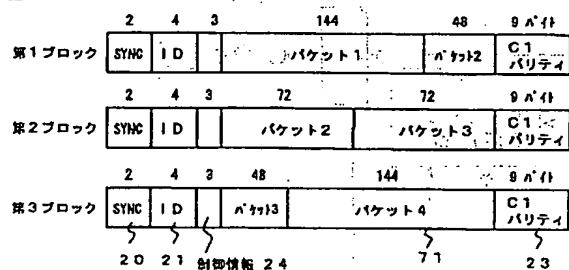 2 4 3 144 48 9 バイト
第1ブロック SYNC ID パケット1 パケット2 C1 パリティ
2 4 3 72 72 9 バイト
第2ブロック SYNC ID パケット2 パケット3 C1 パリティ
2 4 3 48 144 9 バイト
第3ブロック SYNC ID パケット3 パケット4 C1 パリティ
20 21 制御情報 24 71 23